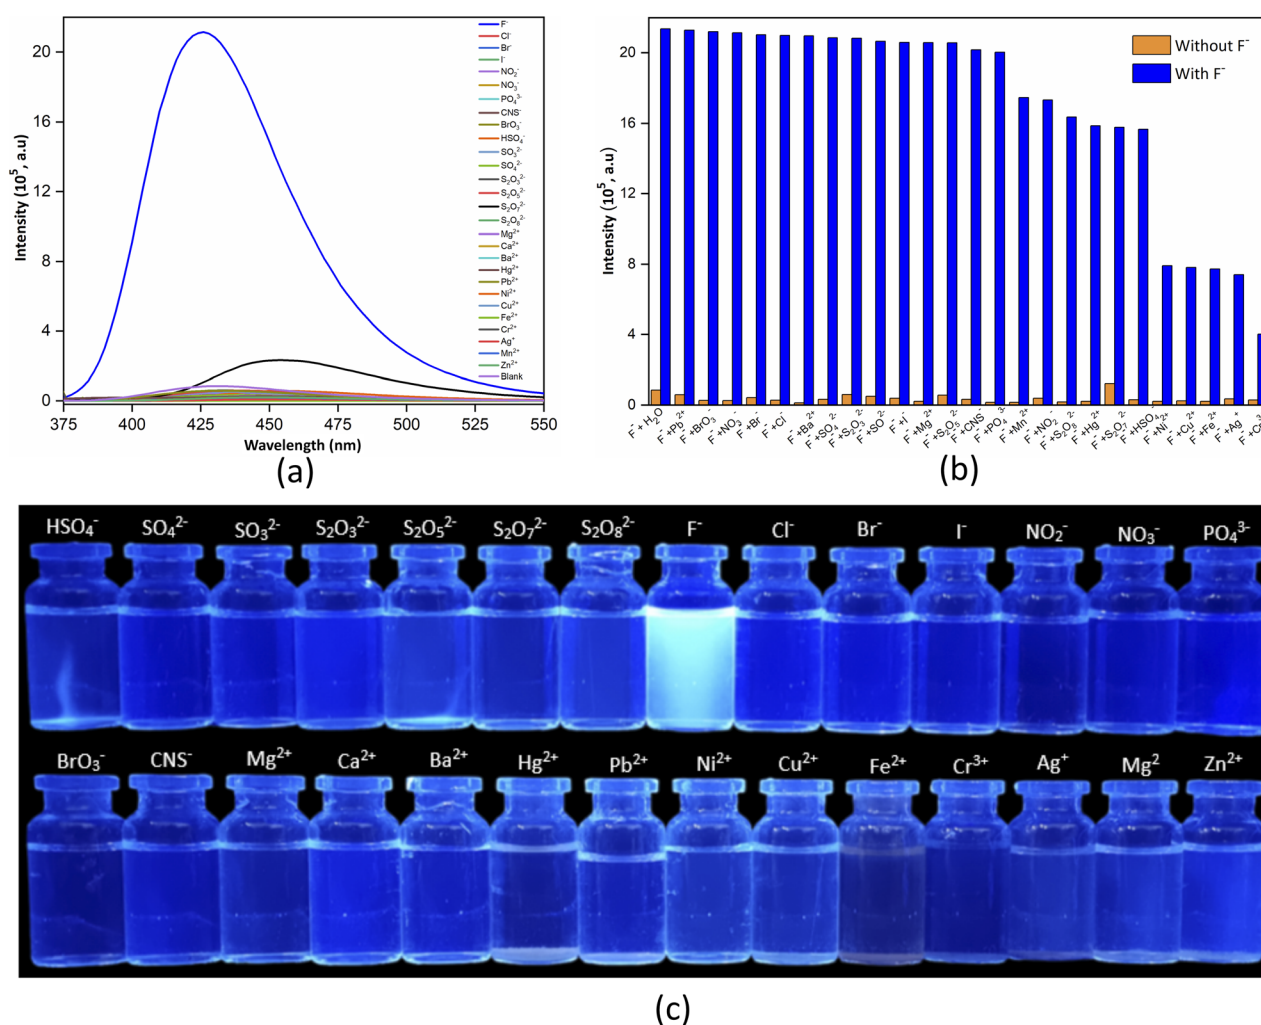 20
16
12
8
4
0
375
400
425
450
475
500
525
550
Intensity (10⁵, a.u)
Wavelength (nm)
F⁻
Cl⁻
Br⁻
I⁻
NO₂⁻
NO₃⁻
PO₄³⁻
CNS⁻
BrO₃⁻
HSO₄⁻
SO₃²⁻
SO₄²⁻
S₂O₃²⁻
S₂O₅²⁻
S₂O₇²⁻
S₂O₈²⁻
Mg²⁺
Ca²⁺
Ba²⁺
Hg²⁺
Pb²⁺
Ni²⁺
Cu²⁺
Fe²⁺
Cr²⁺
Ag⁺
Mn²⁺
Zn²⁺
Blank
(a)
20
16
12
8
4
0
Intensity (10⁵, a.u)
Without F⁻
With F⁻
F⁻ + H₂O
F⁻+Pb²⁺
F⁻+BrO₃⁻
F⁻+NO₃⁻
F⁻+Br⁻
F⁻+Cl⁻
F⁻+Ba²⁺
F⁻+SO₄²⁻
F⁻+S₂O₃²⁻
F⁻+SO²⁻
F⁻+I⁻
F⁻+Mg²⁺
F⁻+S₂O₅²⁻
F⁻+CNS⁻
F⁻+PO₄³⁻
F⁻+Mn²⁺
F⁻+NO₂⁻
F⁻+S₂O₈²⁻
F⁻+Hg²⁺
F⁻+S₂O₇²⁻
F⁻+HSO₄
F⁻+Ni²⁺
F⁻+Cu²⁺
F⁻+Fe²⁺
F⁻+Ag⁺
F⁻+Cr³
(b)
HSO₄⁻ SO₄²⁻ SO₃²⁻ S₂O₃²⁻ S₂O₅²⁻ S₂O₇²⁻ S₂O₈²⁻ F⁻ Cl⁻ Br⁻ I⁻ NO₂⁻ NO₃⁻ PO₄³⁻
BrO₃⁻ CNS⁻ Mg²⁺ Ca²⁺ Ba²⁺ Hg²⁺ Pb²⁺ Ni²⁺ Cu²⁺ Fe²⁺ Cr³⁺ Ag⁺ Mg² Zn²⁺
(c)